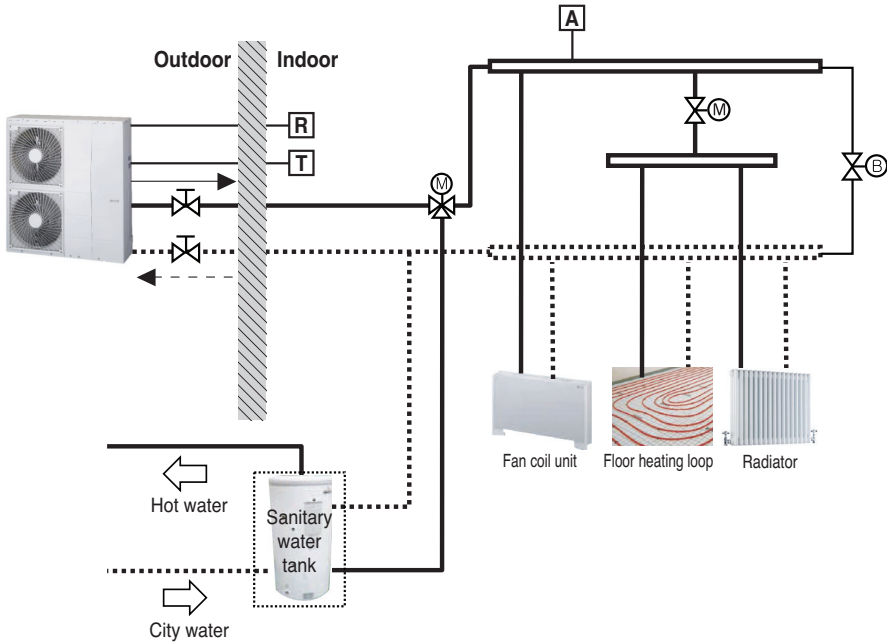 A
Outdoor
Indoor
R
M
T
B
M
Fan coil unit
Floor heating loop
Radiator
Hot water
Sanitary
water
tank
City water